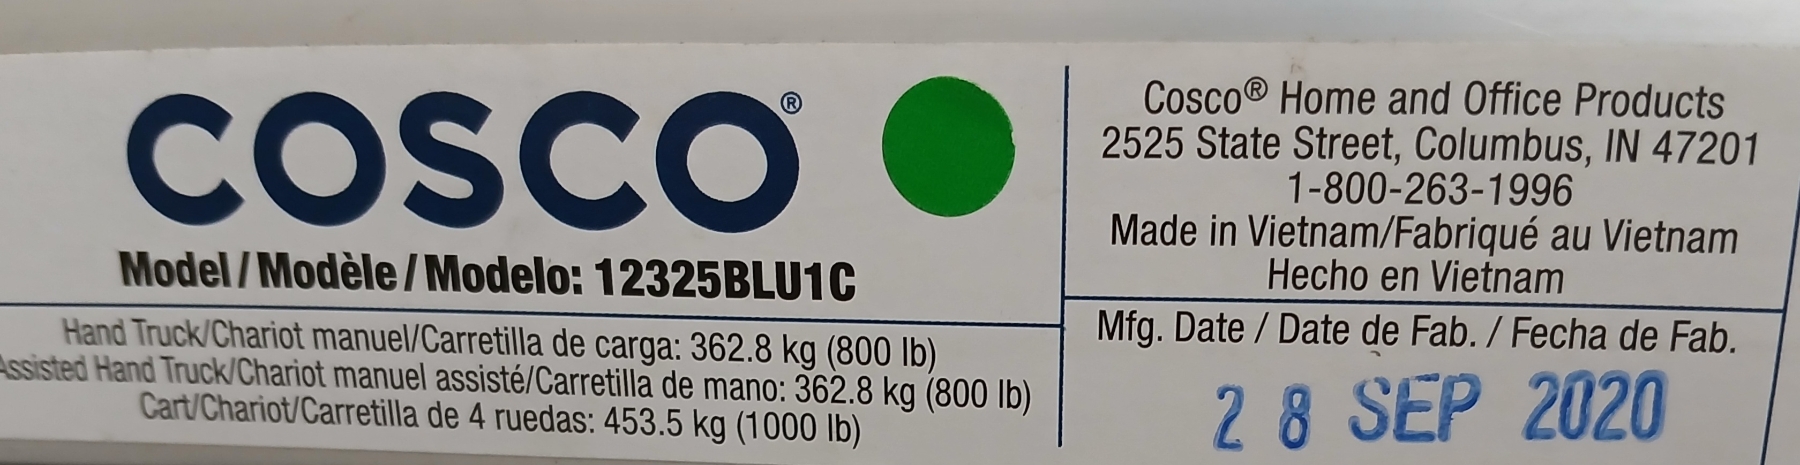 COSCO®
Model / Modèle / Modelo: 12325BLU1C
Hand Truck/Chariot manuel/Carretilla de carga: 362.8 kg (800 lb)
Assisted Hand Truck/Chariot manuel assisté/Carretilla de mano: 362.8 kg (800 lb)
Cart/Chariot/Carretilla de 4 ruedas: 453.5 kg (1000 lb)
Cosco® Home and Office Products
2525 State Street, Columbus, IN 47201
1-800-263-1996
Made in Vietnam/Fabriqué au Vietnam
Hecho en Vietnam
Mfg. Date / Date de Fab. / Fecha de Fab.
28 SEP 2020